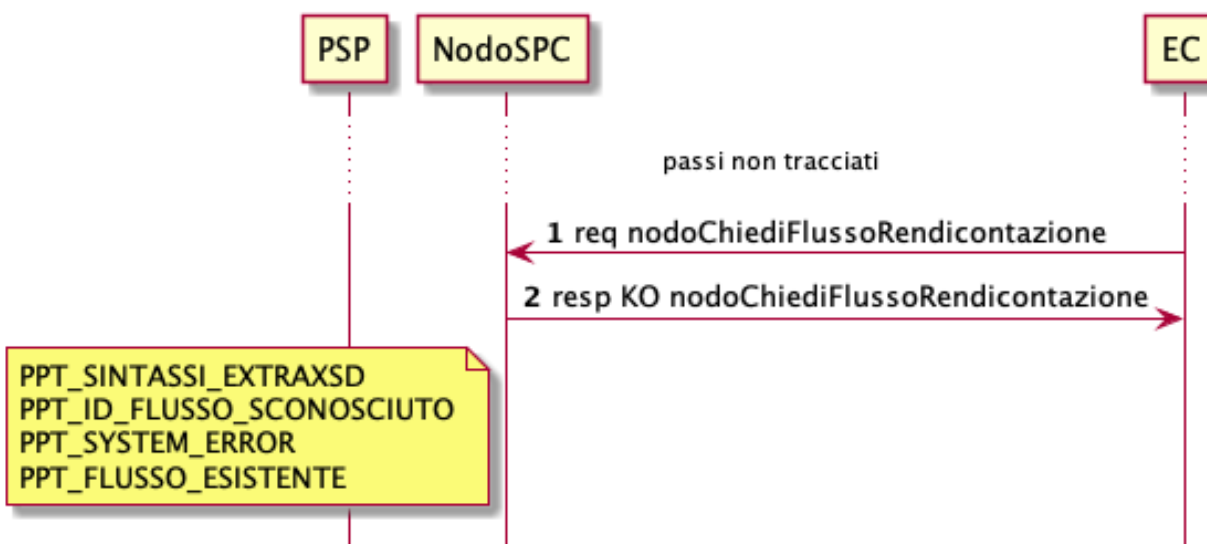 PSP
NodoSPC
EC
passi non tracciati
1 req nodoChiediFlussoRendicontazione
2 resp KO nodoChiediFlussoRendicontazione
PPT_SINTASSI_EXTRAXSD
PPT_ID_FLUSSO_SCONOSCIUTO
PPT_SYSTEM_ERROR
PPT_FLUSSO_ESISTENTE